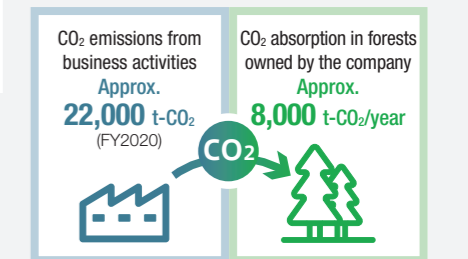 CO₂ emissions from
business activities
Approx.
22,000 t-CO₂
(FY2020)
CO₂ absorption in forests
owned by the company
Approx.
8,000 t-CO₂/year
CO₂